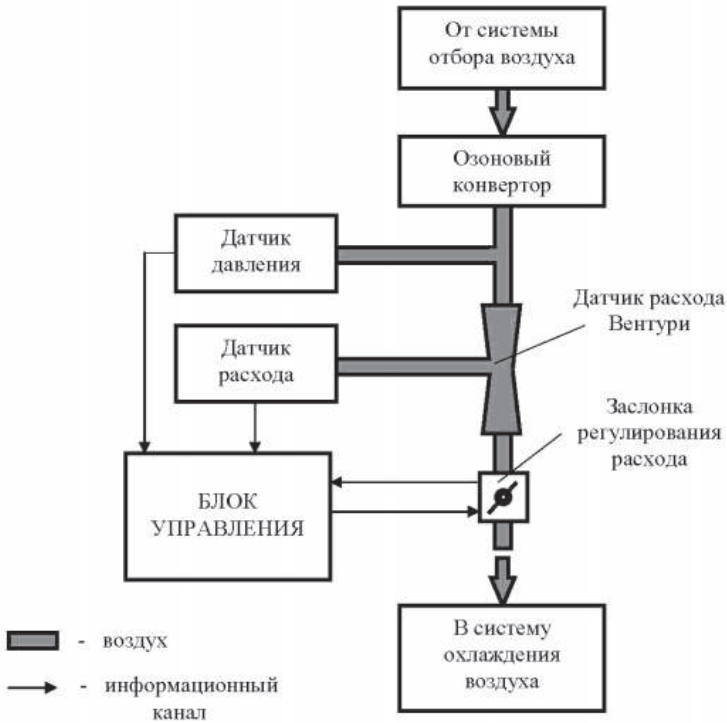 От системы
отбора воздуха
Озоновый
конвертор
Датчик
давления
Датчик расхода
Вентури
Датчик
расхода
Заслонка
регулирования
расхода
БЛОК
УПРАВЛЕНИЯ
В систему
охлаждения
воздуха
- воздух
- информационный
канал